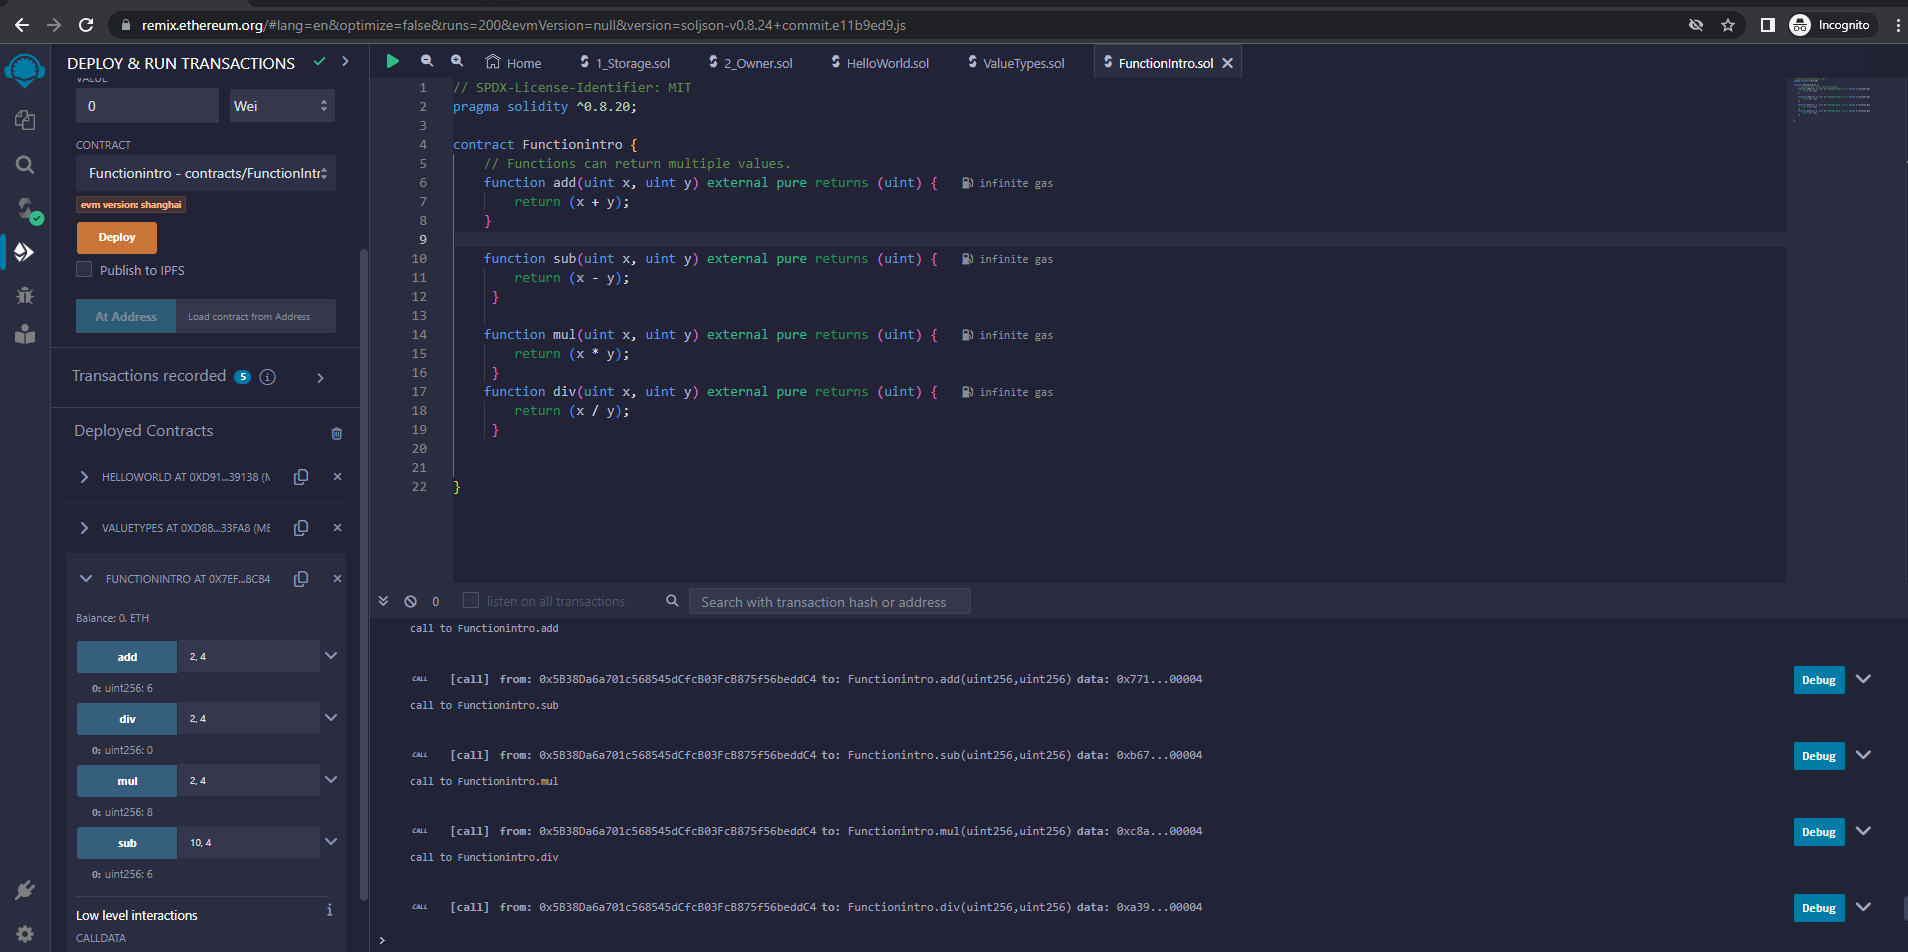 remix.ethereum.org/#lang=en&optimize=false&runs=200&evmVersion=null&version=soljson-v0.8.24+commit.e11b9ed9.js
Incognito
DEPLOY & RUN TRANSACTIONS
VALUE
0 Wei
CONTRACT
Functionintro - contracts/FunctionIntr
evm version: shanghai
Deploy
Publish to IPFS
At Address Load contract from Address
Transactions recorded 5
Deployed Contracts
HELLOWORLD AT 0XD91...39138 (M
VALUETYPES AT 0XD8B...33FA8 (ME
FUNCTIONINTRO AT 0X7EF...8CB4
Balance: 0. ETH
add 2, 4
0: uint256: 6
div 2, 4
0: uint256: 0
mul 2, 4
0: uint256: 8
sub 10, 4
0: uint256: 6
Low level interactions
CALLDATA
Home 1_Storage.sol 2_Owner.sol HelloWorld.sol ValueTypes.sol FunctionIntro.sol
1 // SPDX-License-Identifier: MIT
2 pragma solidity ^0.8.20;
3
4 contract Functionintro {
5 // Functions can return multiple values.
6 function add(uint x, uint y) external pure returns (uint) { infinite gas
7 return (x + y);
8 }
9
10 function sub(uint x, uint y) external pure returns (uint) { infinite gas
11 return (x - y);
12 }
13
14 function mul(uint x, uint y) external pure returns (uint) { infinite gas
15 return (x * y);
16 }
17 function div(uint x, uint y) external pure returns (uint) { infinite gas
18 return (x / y);
19 }
20
21
22 }
0 listen on all transactions Search with transaction hash or address
call to Functionintro.add
CALL [call] from: 0x5B38Da6a701c568545dCfcB03FcB875f56beddC4 to: Functionintro.add(uint256,uint256) data: 0x771...00004 Debug
call to Functionintro.sub
CALL [call] from: 0x5B38Da6a701c568545dCfcB03FcB875f56beddC4 to: Functionintro.sub(uint256,uint256) data: 0xb67...00004 Debug
call to Functionintro.mul
CALL [call] from: 0x5B38Da6a701c568545dCfcB03FcB875f56beddC4 to: Functionintro.mul(uint256,uint256) data: 0xc8a...00004 Debug
call to Functionintro.div
CALL [call] from: 0x5B38Da6a701c568545dCfcB03FcB875f56beddC4 to: Functionintro.div(uint256,uint256) data: 0xa39...00004 Debug
>